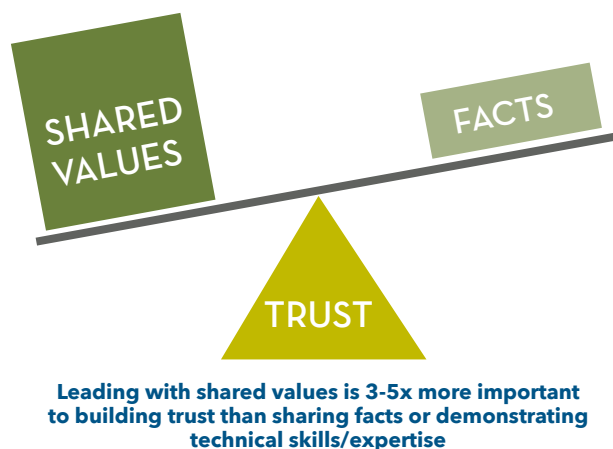 SHARED
VALUES
FACTS
TRUST
Leading with shared values is 3-5x more important
to building trust than sharing facts or demonstrating
technical skills/expertise